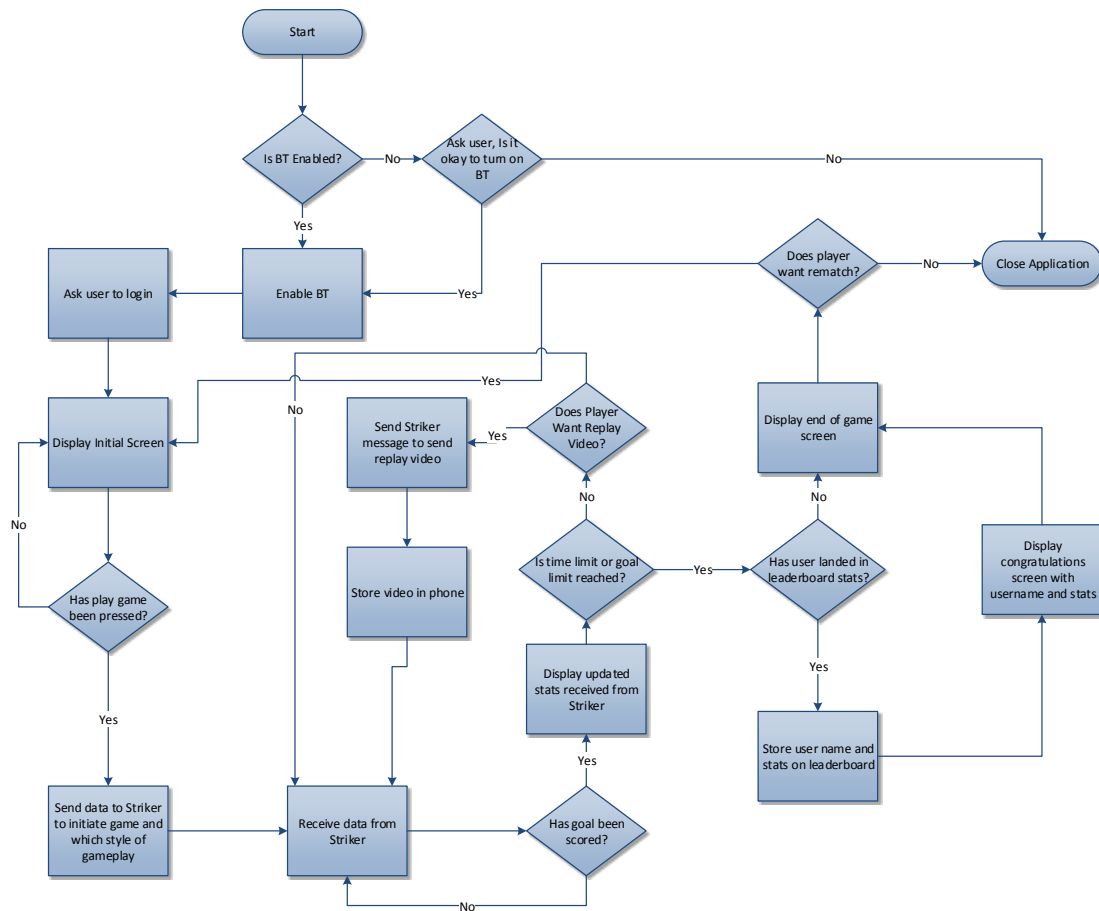 Start
Is BT Enabled?
No
Ask user, Is it
okay to turn on
BT
No
Yes
Yes
Ask user to login
Enable BT
Does player
want rematch?
No
Close Application
Yes
No
Display Initial Screen
Send Striker
message to send
replay video
Yes
Does Player
Want Replay
Video?
Display end of game
screen
No
No
No
Has play game
been pressed?
Store video in phone
Is time limit or goal
limit reached?
Yes
Has user landed in
leaderboard stats?
Display
congratulations
screen with
username and stats
Yes
Display updated
stats received from
Striker
Yes
Store user name and
stats on leaderboard
Yes
Send data to Striker
to initiate game and
which style of
gameplay
Receive data from
Striker
Has goal been
scored?
No